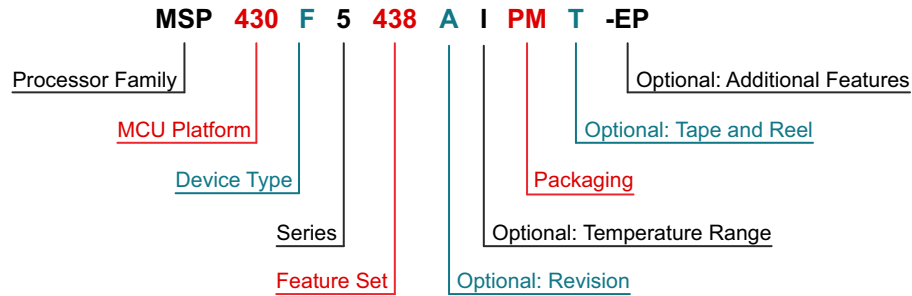 MSP 430 F 5 438 A I PM T -EP
Processor Family
Optional: Additional Features
MCU Platform
Optional: Tape and Reel
Device Type
Packaging
Series
Optional: Temperature Range
Feature Set
Optional: Revision